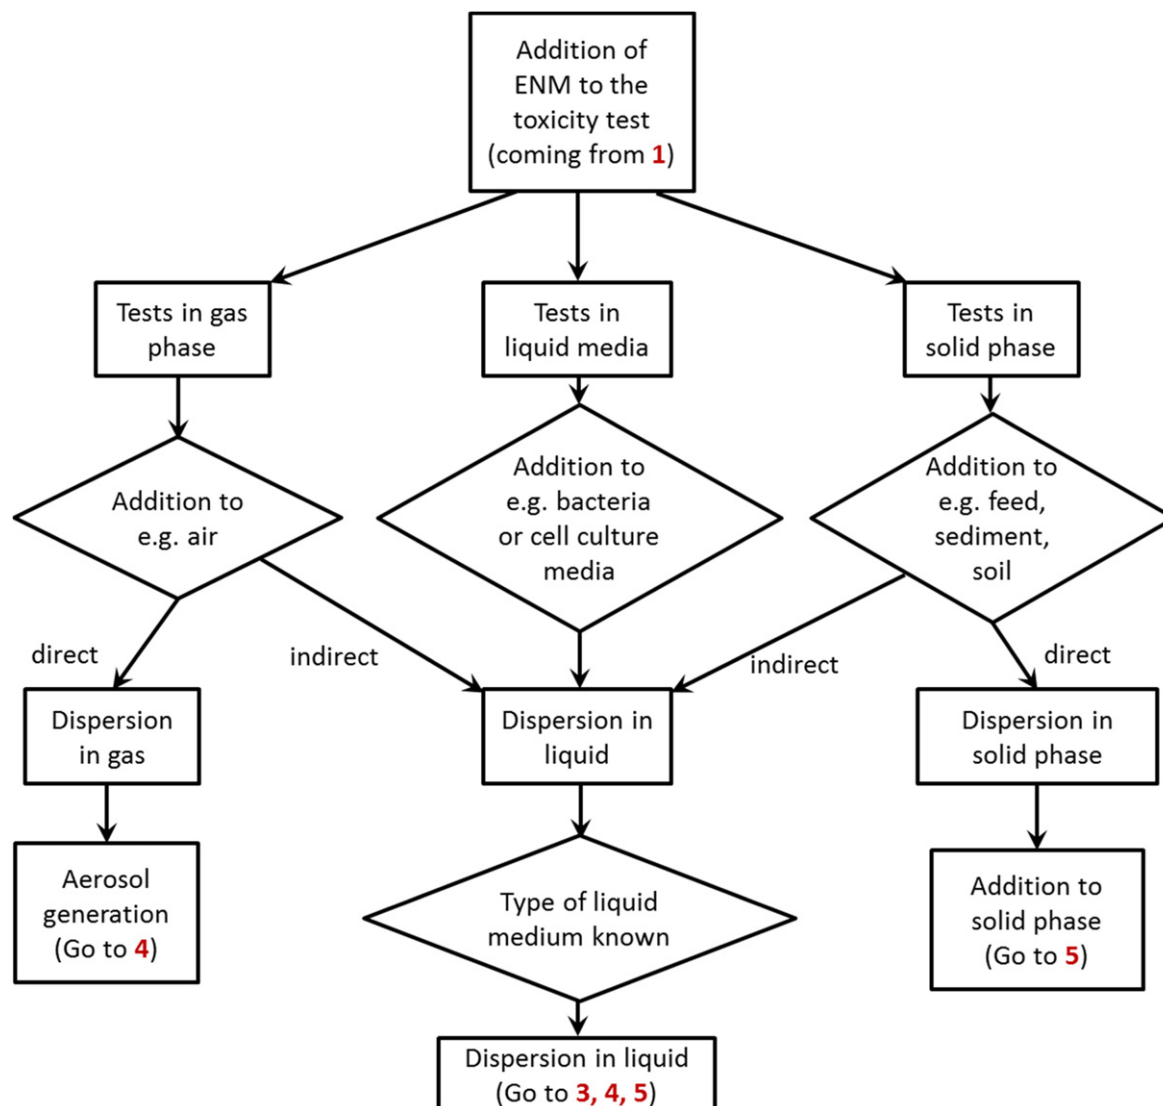 Addition of
ENM to the
toxicity test
(coming from 1)
Tests in gas
phase
Tests in
liquid media
Tests in
solid phase
Addition to
e.g. air
Addition to
e.g. bacteria
or cell culture
media
Addition to
e.g. feed,
sediment,
soil
direct
indirect
indirect
direct
Dispersion
in gas
Dispersion in
liquid
Dispersion in
solid phase
Aerosol
generation
(Go to 4)
Type of liquid
medium known
Addition to
solid phase
(Go to 5)
Dispersion in liquid
(Go to 3, 4, 5)